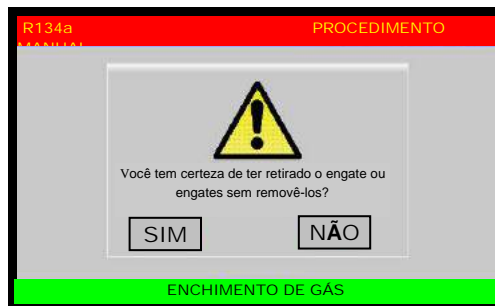 R134a PROCEDIMENTO
MANUAL
Você tem certeza de ter retirado o engate ou
engates sem removê-los?
SIM NÃO
ENCHIMENTO DE GÁS